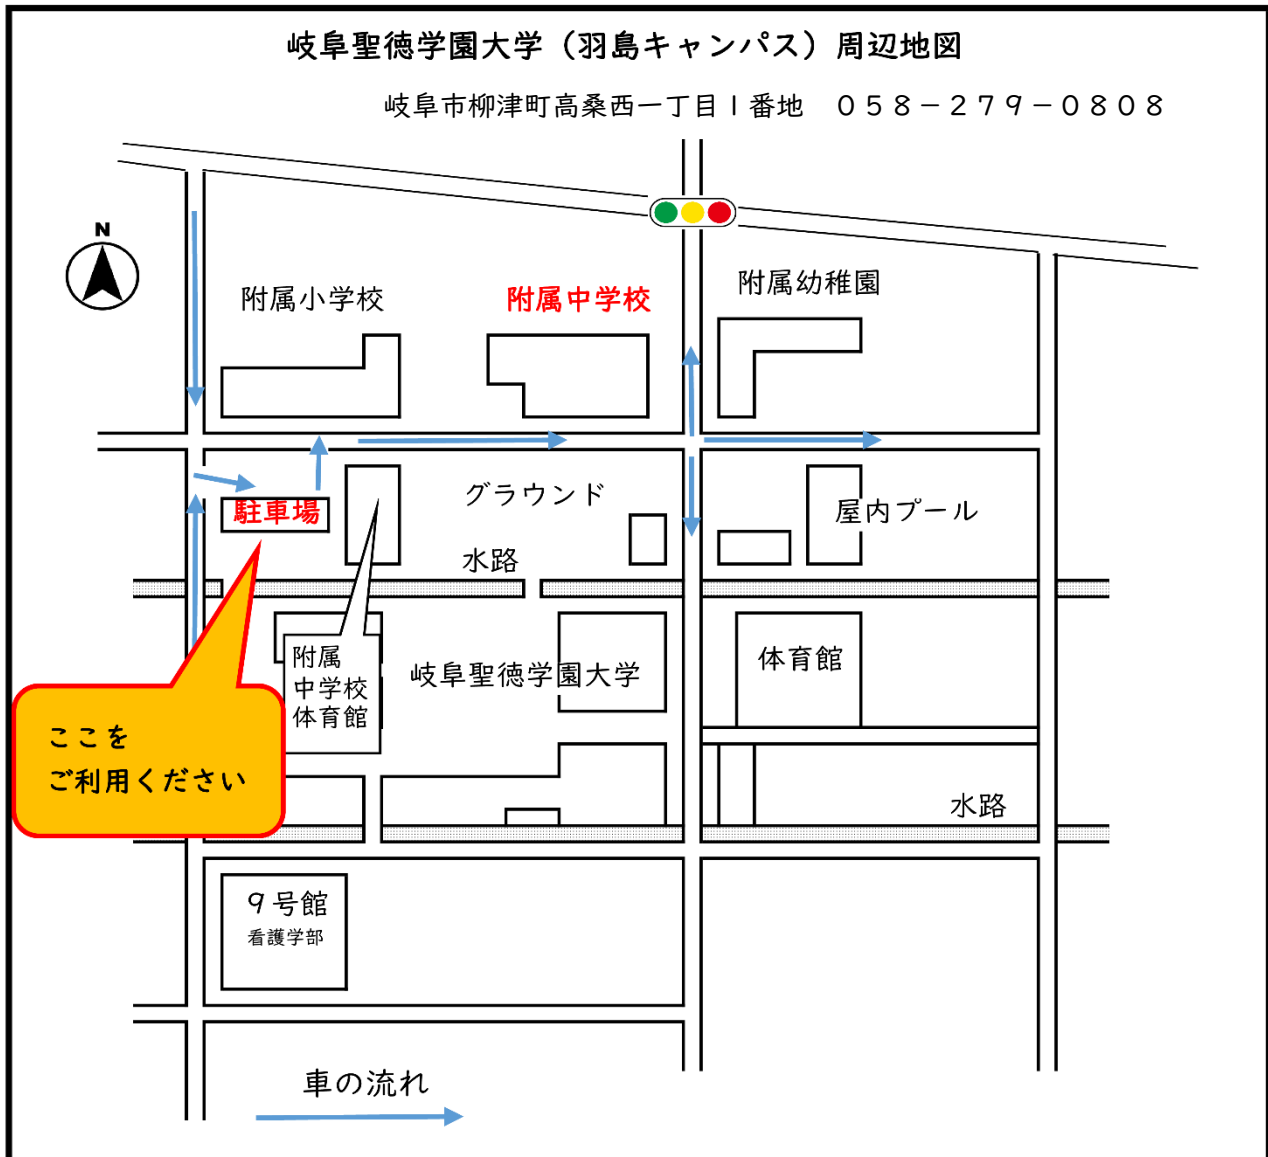 岐阜聖徳学園大学（羽島キャンパス）周辺地図
岐阜市柳津町高桑西一丁目１番地　０５８－２７９－０８０８
N
附属小学校
附属中学校
附属幼稚園
駐車場
グラウンド
屋内プール
水路
附属
中学校
体育館
岐阜聖徳学園大学
体育館
ここを
ご利用ください
水路
９号館
看護学部
車の流れ